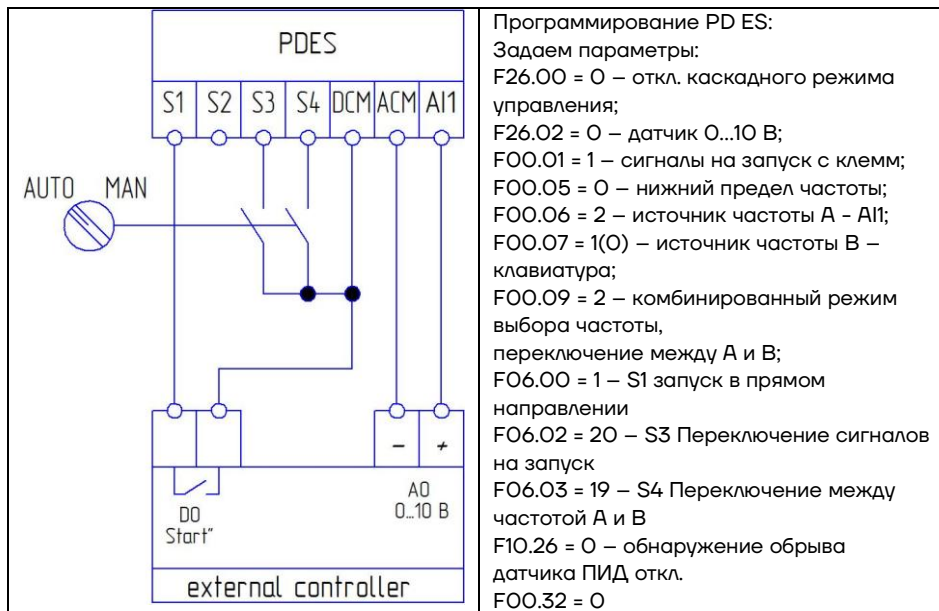 PDES
S1 S2 S3 S4 DCM ACM AI1
AUTO MAN
− +
DO
Start"
AO
0...10 В
external controller
Программирование PD ES:
Задаем параметры:
F26.00 = 0 – откл. каскадного режима
управления;
F26.02 = 0 – датчик 0...10 В;
F00.01 = 1 – сигналы на запуск с клемм;
F00.05 = 0 – нижний предел частоты;
F00.06 = 2 – источник частоты A - AI1;
F00.07 = 1(0) – источник частоты B –
клавиатура;
F00.09 = 2 – комбинированный режим
выбора частоты,
переключение между А и В;
F06.00 = 1 – S1 запуск в прямом
направлении
F06.02 = 20 – S3 Переключение сигналов
на запуск
F06.03 = 19 – S4 Переключение между
частотой А и В
F10.26 = 0 – обнаружение обрыва
датчика ПИД откл.
F00.32 = 0